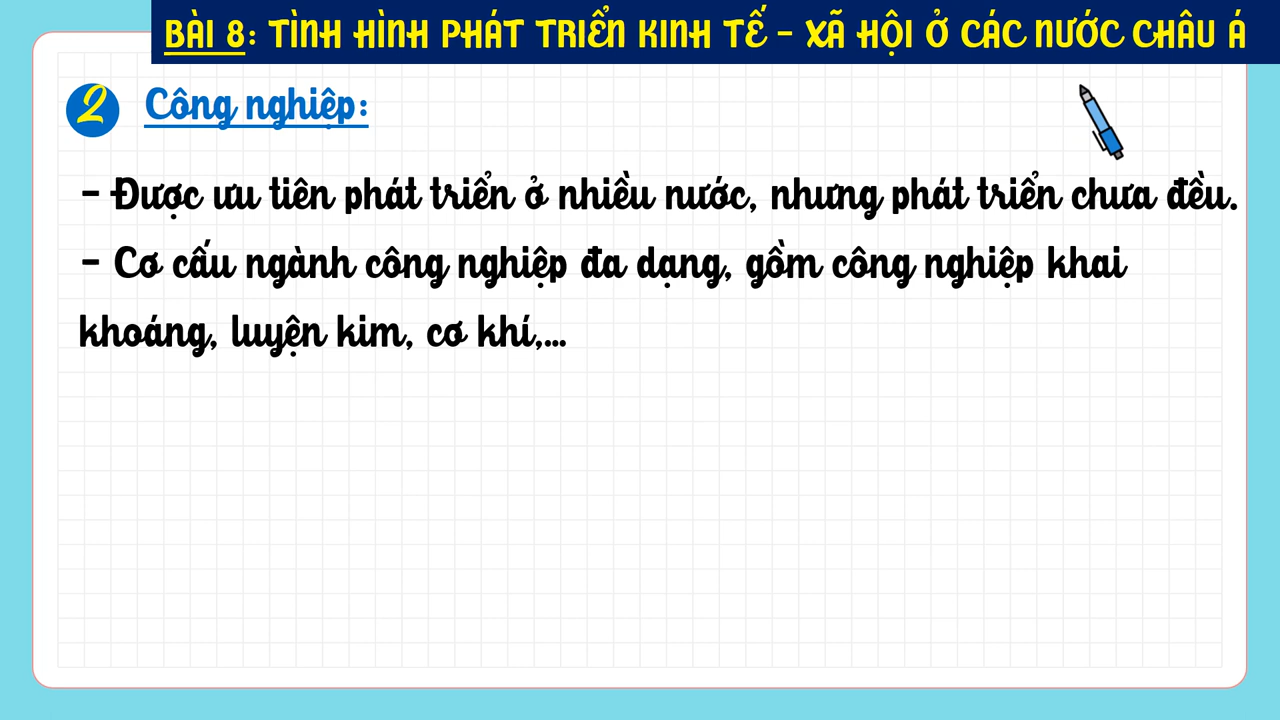 BÀI 8: TÌNH HÌNH PHÁT TRIỂN KINH TẾ - XÃ HỘI Ở CÁC NƯỚC CHÂU Á
2 Công nghiệp:
- Được ưu tiên phát triển ở nhiều nước, nhưng phát triển chưa đều.
- Cơ cấu ngành công nghiệp đa dạng, gồm công nghiệp khai
khoáng, luyện kim, cơ khí,...